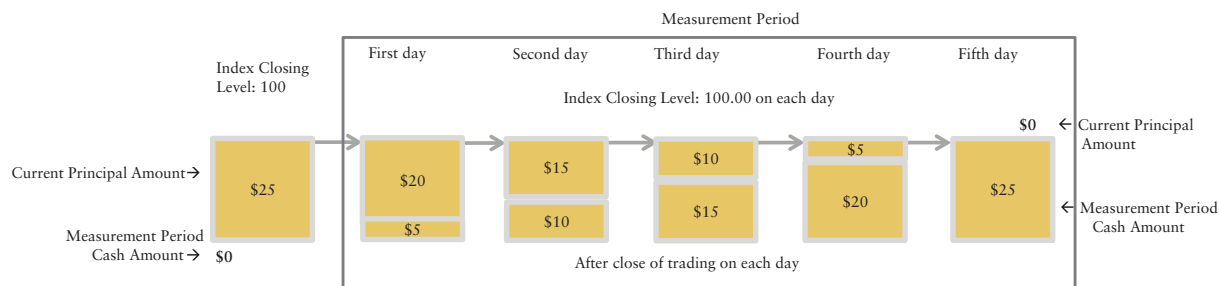 Measurement Period
First day
Second day
Third day
Fourth day
Fifth day
Index Closing
Level: 100
Index Closing Level: 100.00 on each day
$0
← Current Principal
Amount
Current Principal Amount→
$25
$20
$5
$15
$10
$10
$15
$5
$20
$25
← Measurement Period
Cash Amount
Measurement Period
Cash Amount→
$0
After close of trading on each day